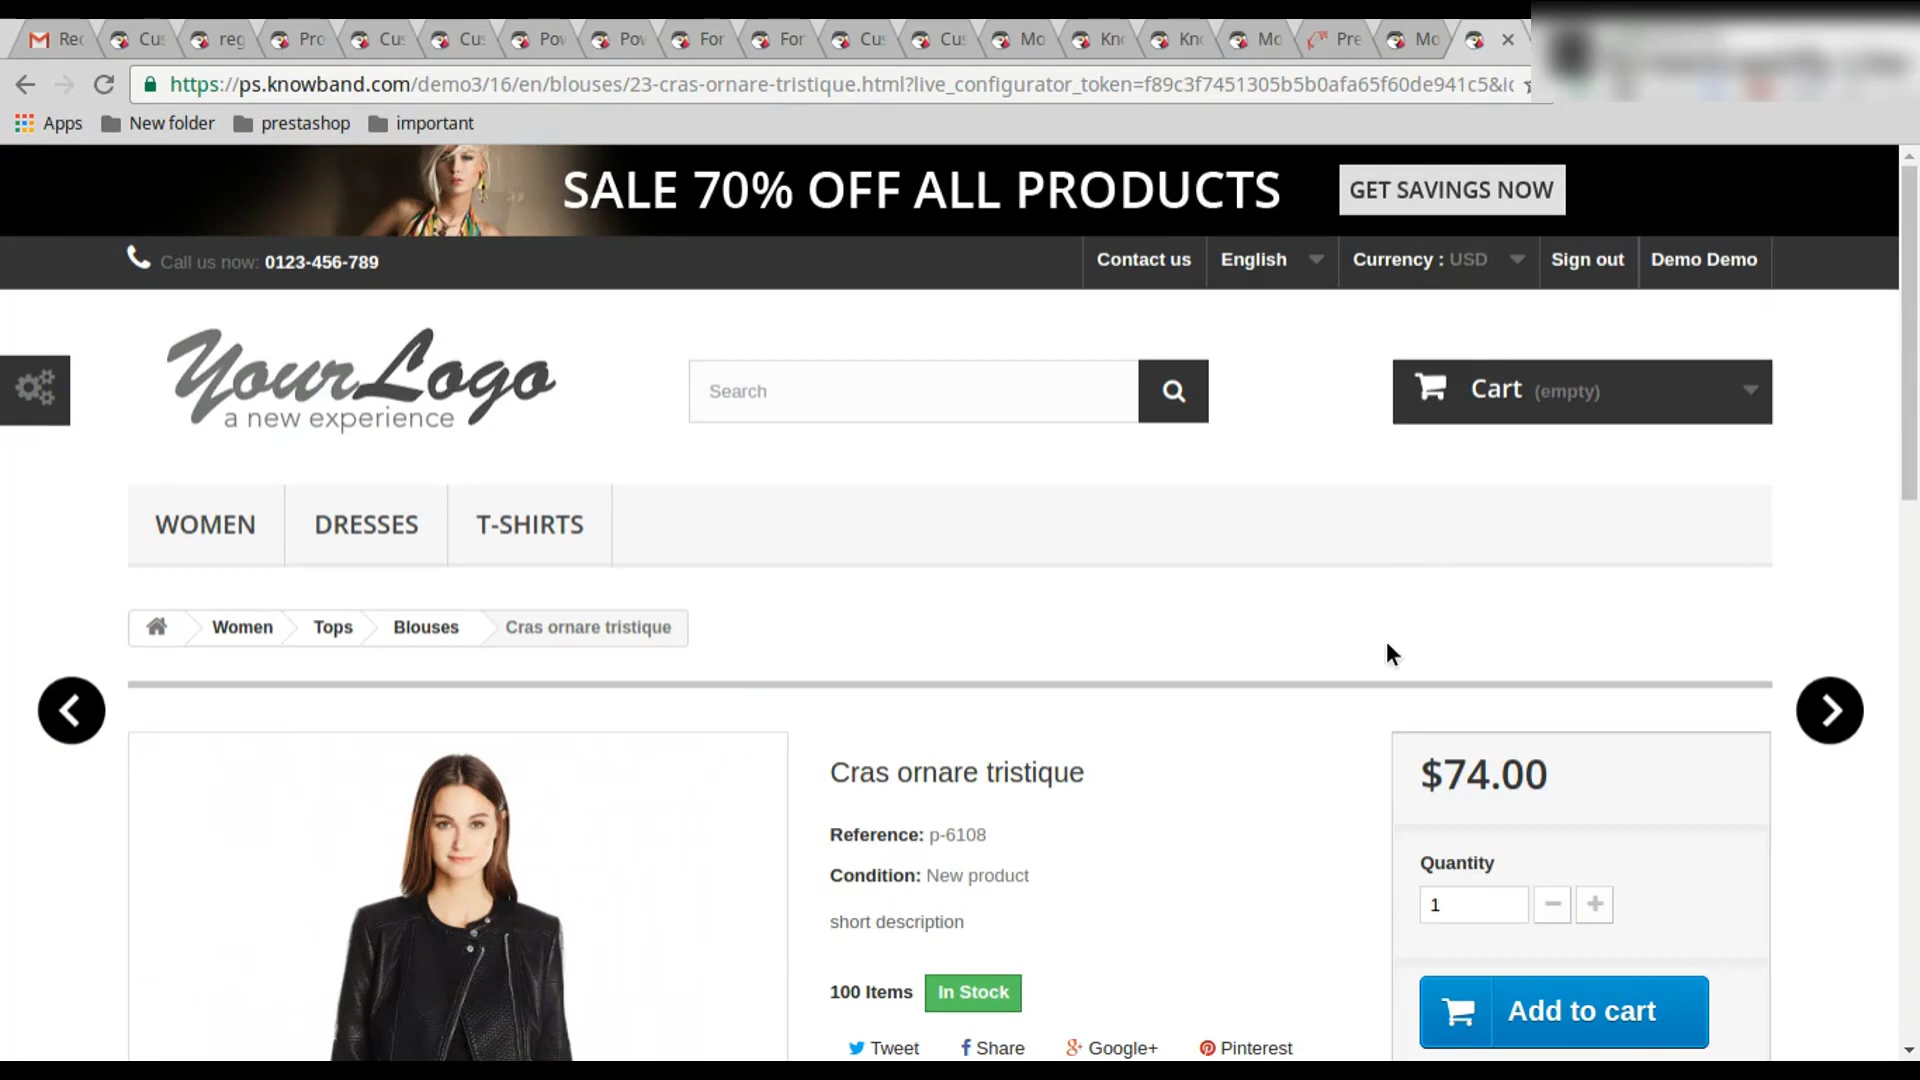 Rec Cus reg Pro Cus Cus Pov Pov For For Cus Cus Mo Kn Kn Mo Pre Mo
https://ps.knowband.com/demo3/16/en/blouses/23-cras-ornare-tristique.html?live_configurator_token=f89c3f7451305b5b0afa65f60de941c5&ic
Apps New folder prestashop important
SALE 70% OFF ALL PRODUCTS GET SAVINGS NOW
Call us now: 0123-456-789 Contact us English Currency : USD Sign out Demo Demo
YourLogo
a new experience
Search
Cart (empty)
WOMEN DRESSES T-SHIRTS
Women Tops Blouses Cras ornare tristique
Cras ornare tristique
$74.00
Reference: p-6108
Condition: New product
Quantity
1
short description
100 Items In Stock
Add to cart
Tweet Share Google+ Pinterest